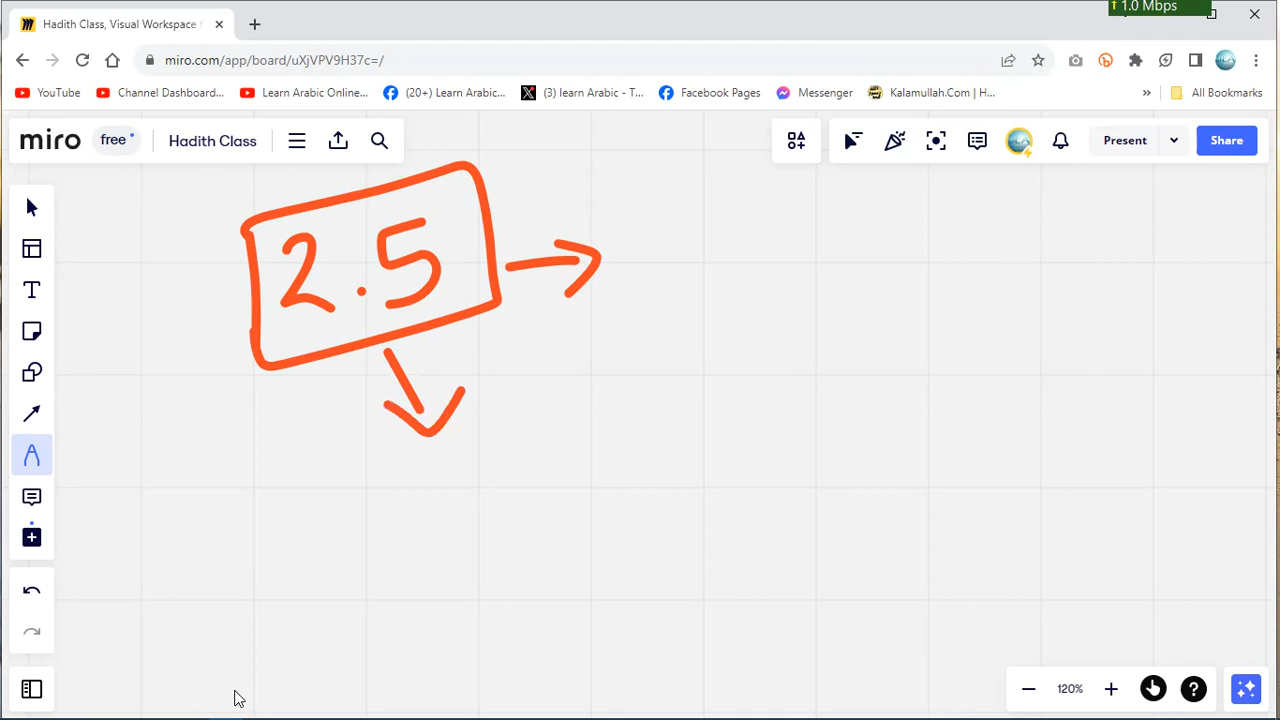 1.0 Mbps
Hadith Class, Visual Workspace f
miro.com/app/board/uXjVPV9H37c=/
YouTube Channel Dashboard... Learn Arabic Online... (20+) Learn Arabic... (3) learn Arabic - T... Facebook Pages Messenger Kalamullah.Com | H... » All Bookmarks
miro free Hadith Class Present Share
2.5
120%